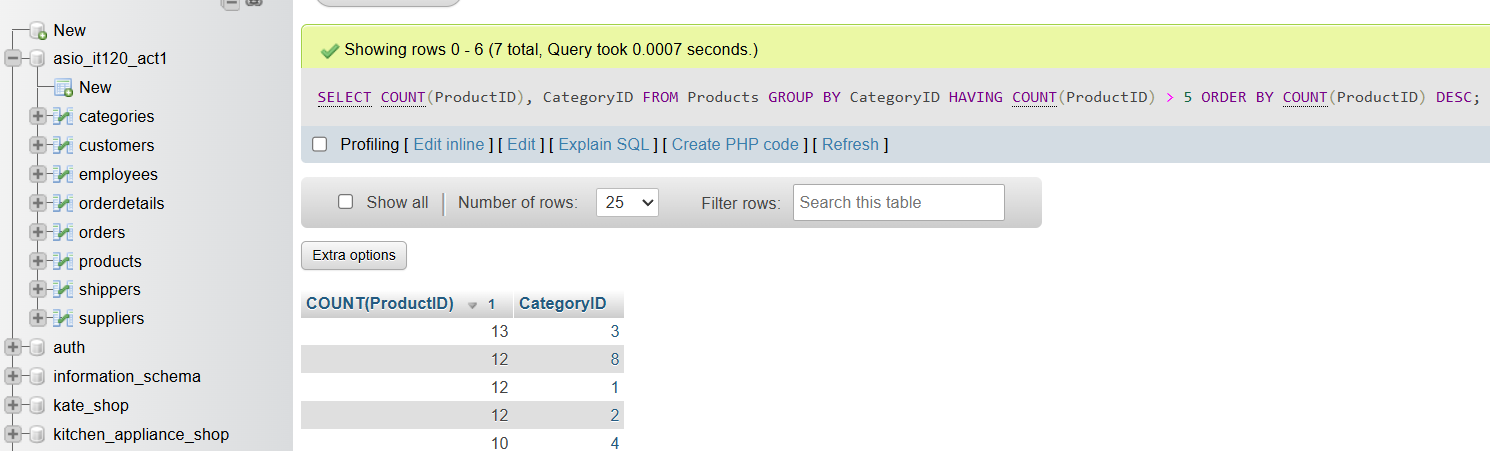 New
asio_it120_act1
New
categories
customers
employees
orderdetails
orders
products
shippers
suppliers
auth
information_schema
kate_shop
kitchen_appliance_shop
Showing rows 0 - 6 (7 total, Query took 0.0007 seconds.)
SELECT COUNT(ProductID), CategoryID FROM Products GROUP BY CategoryID HAVING COUNT(ProductID) > 5 ORDER BY COUNT(ProductID) DESC;
Profiling [ Edit inline ] [ Edit ] [ Explain SQL ] [ Create PHP code ] [ Refresh ]
Show all Number of rows: 25 Filter rows: Search this table
Extra options
COUNT(ProductID) 1 CategoryID
13 3
12 8
12 1
12 2
10 4